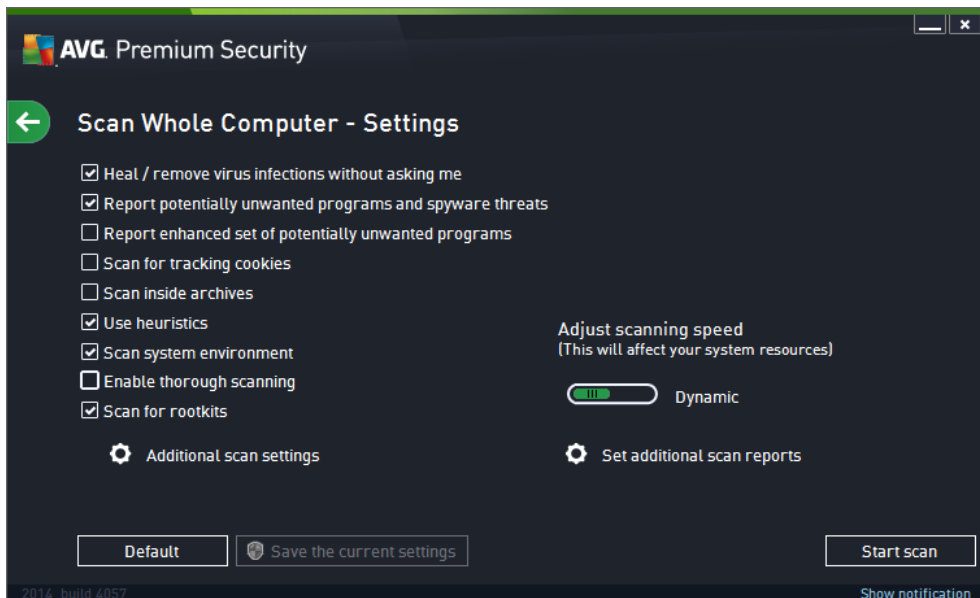 AVG. Premium Security
Scan Whole Computer - Settings
Heal / remove virus infections without asking me
Report potentially unwanted programs and spyware threats
Report enhanced set of potentially unwanted programs
Scan for tracking cookies
Scan inside archives
Use heuristics
Scan system environment
Enable thorough scanning
Scan for rootkits
Adjust scanning speed
(This will affect your system resources)
Dynamic
Additional scan settings
Set additional scan reports
Default
Save the current settings
Start scan
2014 build 4057
Show notification